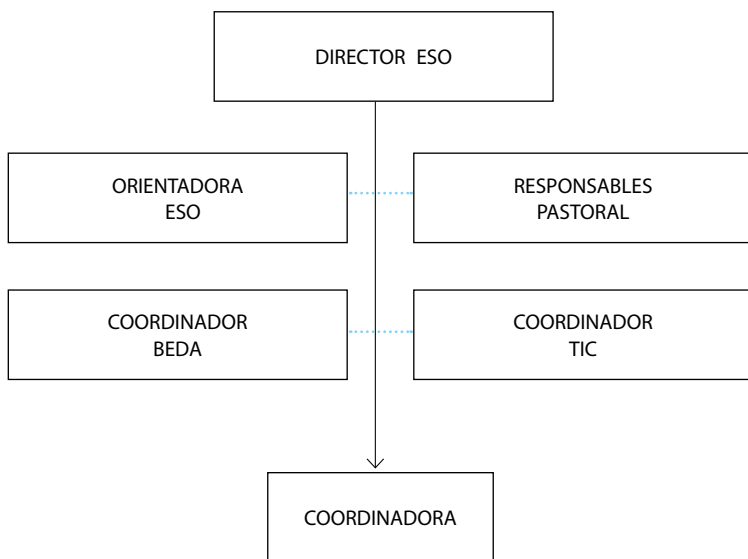 DIRECTOR ESO
ORIENTADORA
ESO
RESPONSABLES
PASTORAL
COORDINADOR
BEDA
COORDINADOR
TIC
COORDINADORA